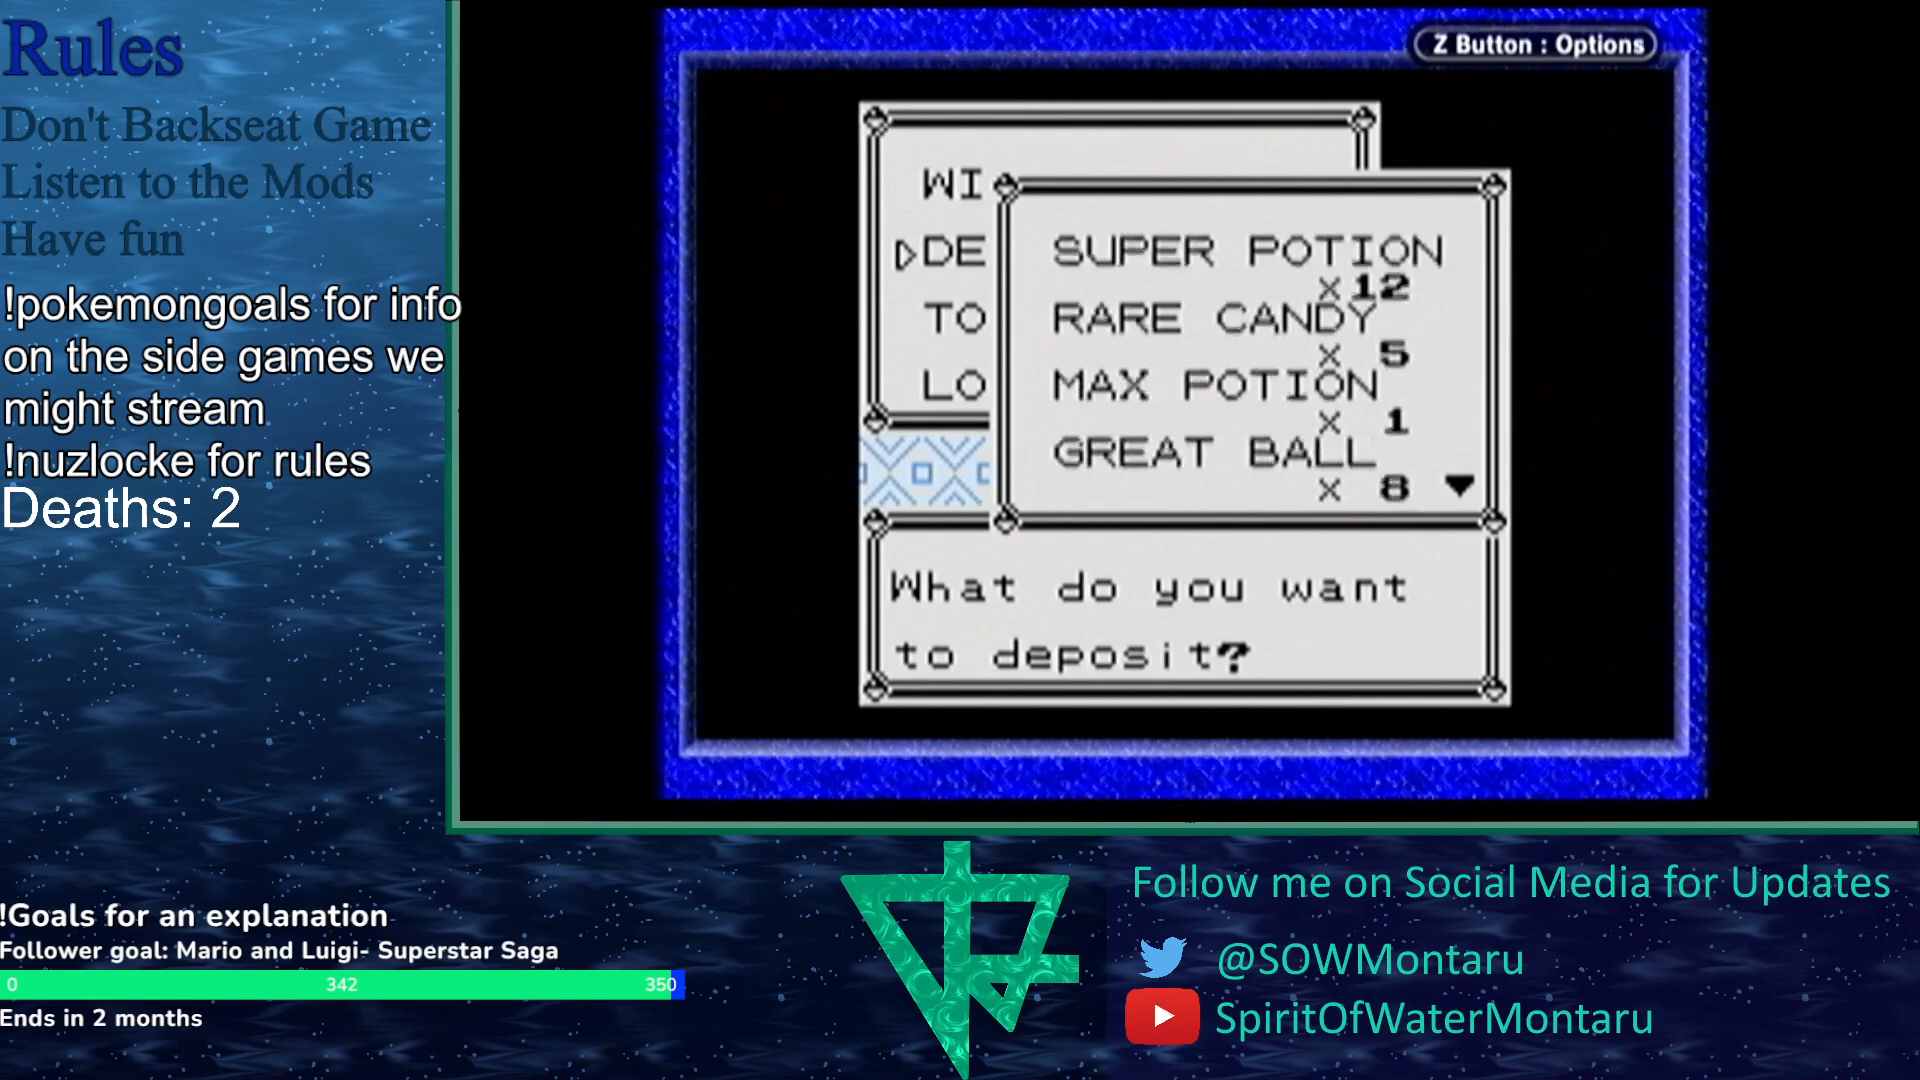 Rules
Don't Backseat Game
Listen to the Mods
Have fun
!pokemongoals for info
on the side games we
might stream
!nuzlocke for rules
Deaths: 2
Z Button : Options
WI
DE
TO
LO
SUPER POTION
×12
RARE CANDY
× 5
MAX POTION
× 1
GREAT BALL
× 8
What do you want
to deposit?
!Goals for an explanation
Follower goal: Mario and Luigi- Superstar Saga
0 342 350
Ends in 2 months
Follow me on Social Media for Updates
@SOWMontaru
SpiritOfWaterMontaru